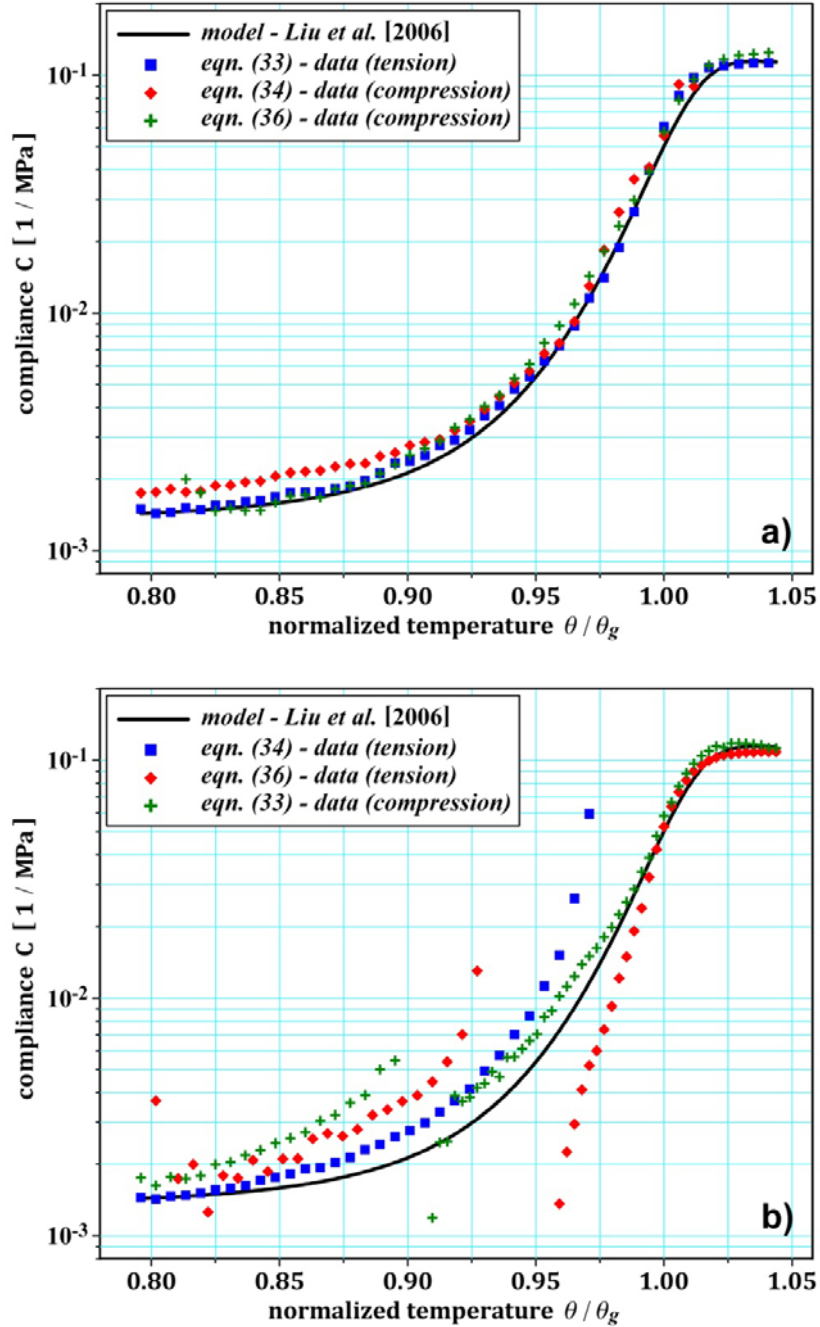 model - Liu et al. [2006]
eqn. (33) - data (tension)
eqn. (34) - data (compression)
eqn. (36) - data (compression)
10⁻¹
10⁻²
10⁻³
compliance C [ 1 / MPa ]
a)
0.80 0.85 0.90 0.95 1.00 1.05
normalized temperature θ / θg
model - Liu et al. [2006]
eqn. (34) - data (tension)
eqn. (36) - data (tension)
eqn. (33) - data (compression)
10⁻¹
10⁻²
10⁻³
compliance C [ 1 / MPa ]
b)
0.80 0.85 0.90 0.95 1.00 1.05
normalized temperature θ / θg